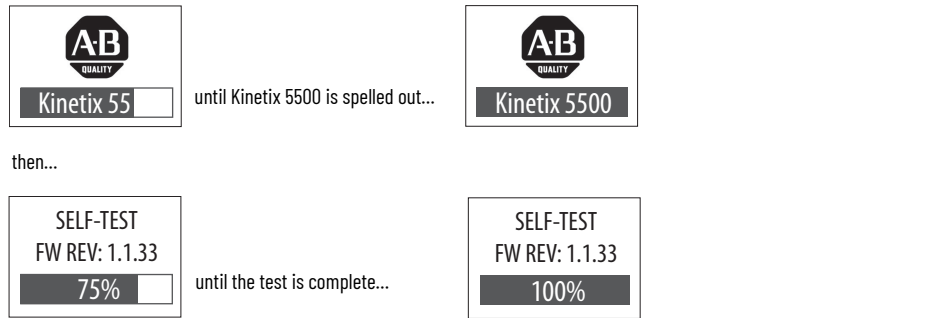 A·B
QUALITY
Kinetix 55
until Kinetix 5500 is spelled out...
A·B
QUALITY
Kinetix 5500
then...
SELF-TEST
FW REV: 1.1.33
75%
until the test is complete...
SELF-TEST
FW REV: 1.1.33
100%